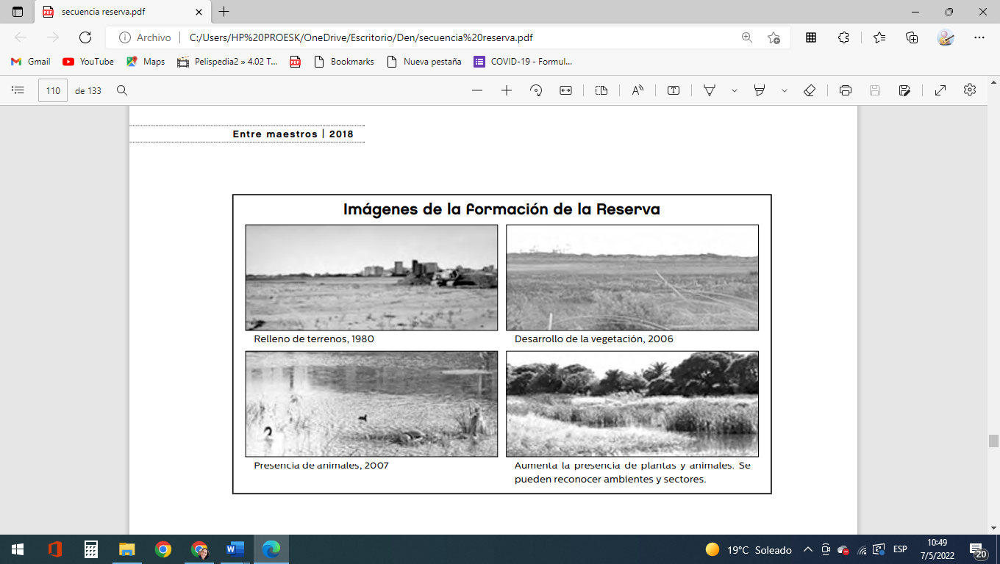 secuencia reserva.pdf
Archivo
C:/Users/HP%20PROESK/OneDrive/Escritorio/Den/secuencia%20reserva.pdf
Gmail
YouTube
Maps
Pelispedia2 » 4.02 T...
Bookmarks
Nueva pestaña
COVID-19 - Formul...
110 de 133
Entre maestros | 2018
Imágenes de la Formación de la Reserva
Relleno de terrenos, 1980
Desarrollo de la vegetación, 2006
Presencia de animales, 2007
Aumenta la presencia de plantas y animales. Se
pueden reconocer ambientes y sectores.
19°C Soleado
ESP
10:49
7/5/2022
20